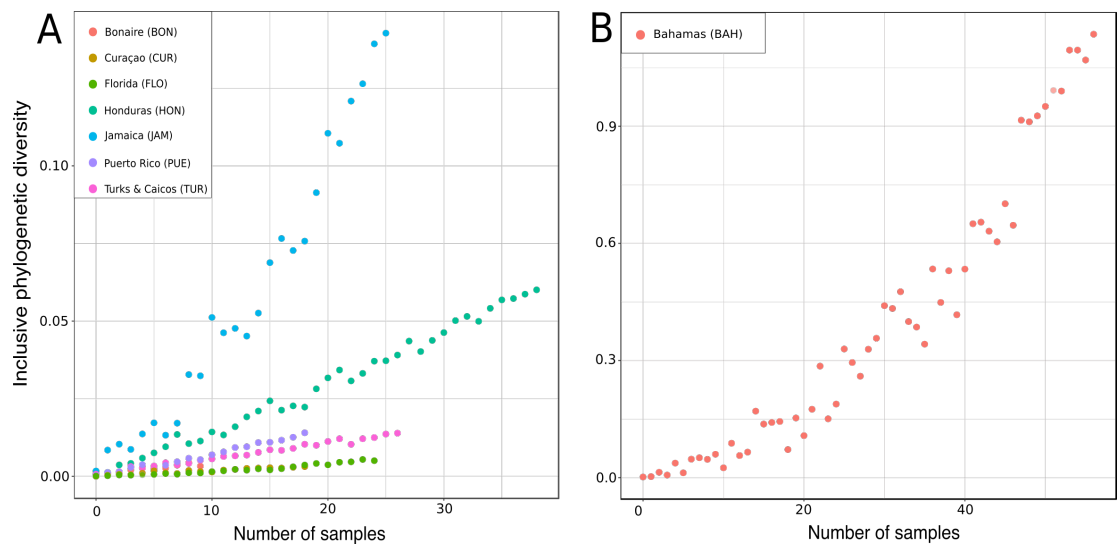 A
Bonaire (BON)
Curaçao (CUR)
Florida (FLO)
Honduras (HON)
Jamaica (JAM)
Puerto Rico (PUE)
Turks & Caicos (TUR)
Inclusive phylogenetic diversity
0.10
0.05
0.00
0 10 20 30
Number of samples
B
Bahamas (BAH)
0.9
0.6
0.3
0.0
0 20 40
Number of samples